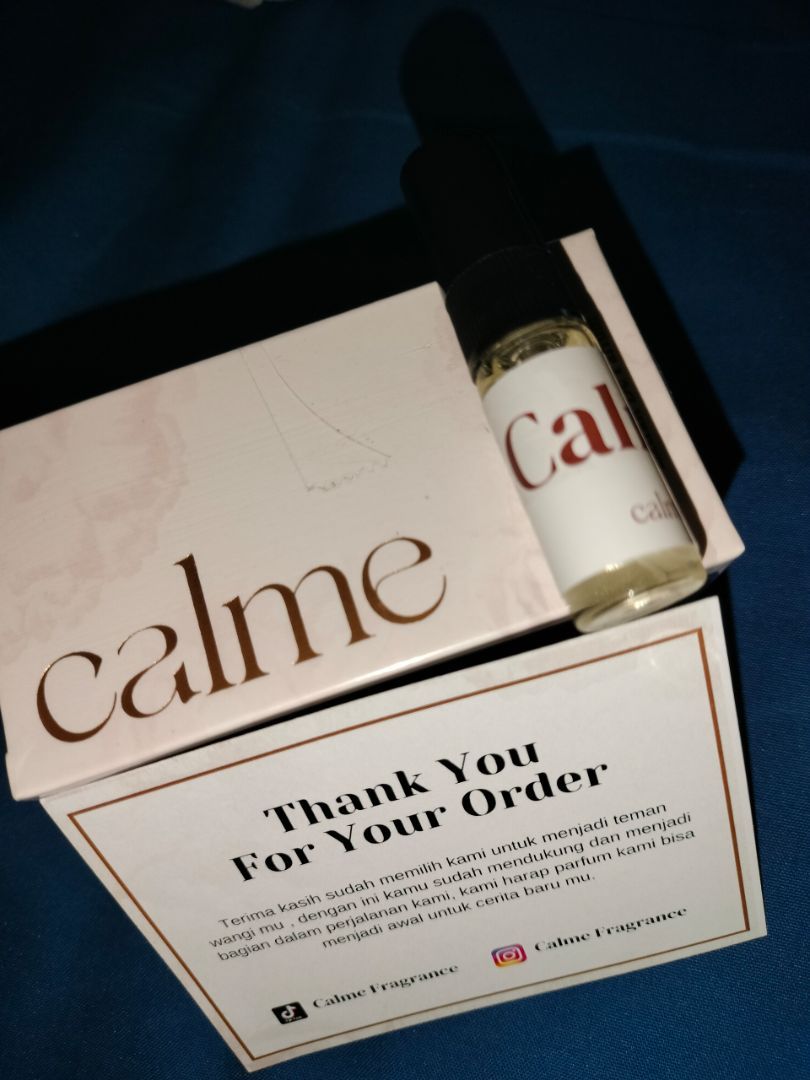 Cal
calm
calme
Thank You
For Your Order
Terima kasih sudah memilih kami untuk menjadi teman
wangi mu , dengan ini kamu sudah mendukung dan menjadi
bagian dalam perjalanan kami, kami harap parfum kami bisa
menjadi awal untuk cerita baru mu.
Calme Fragrance
Calme Fragrance